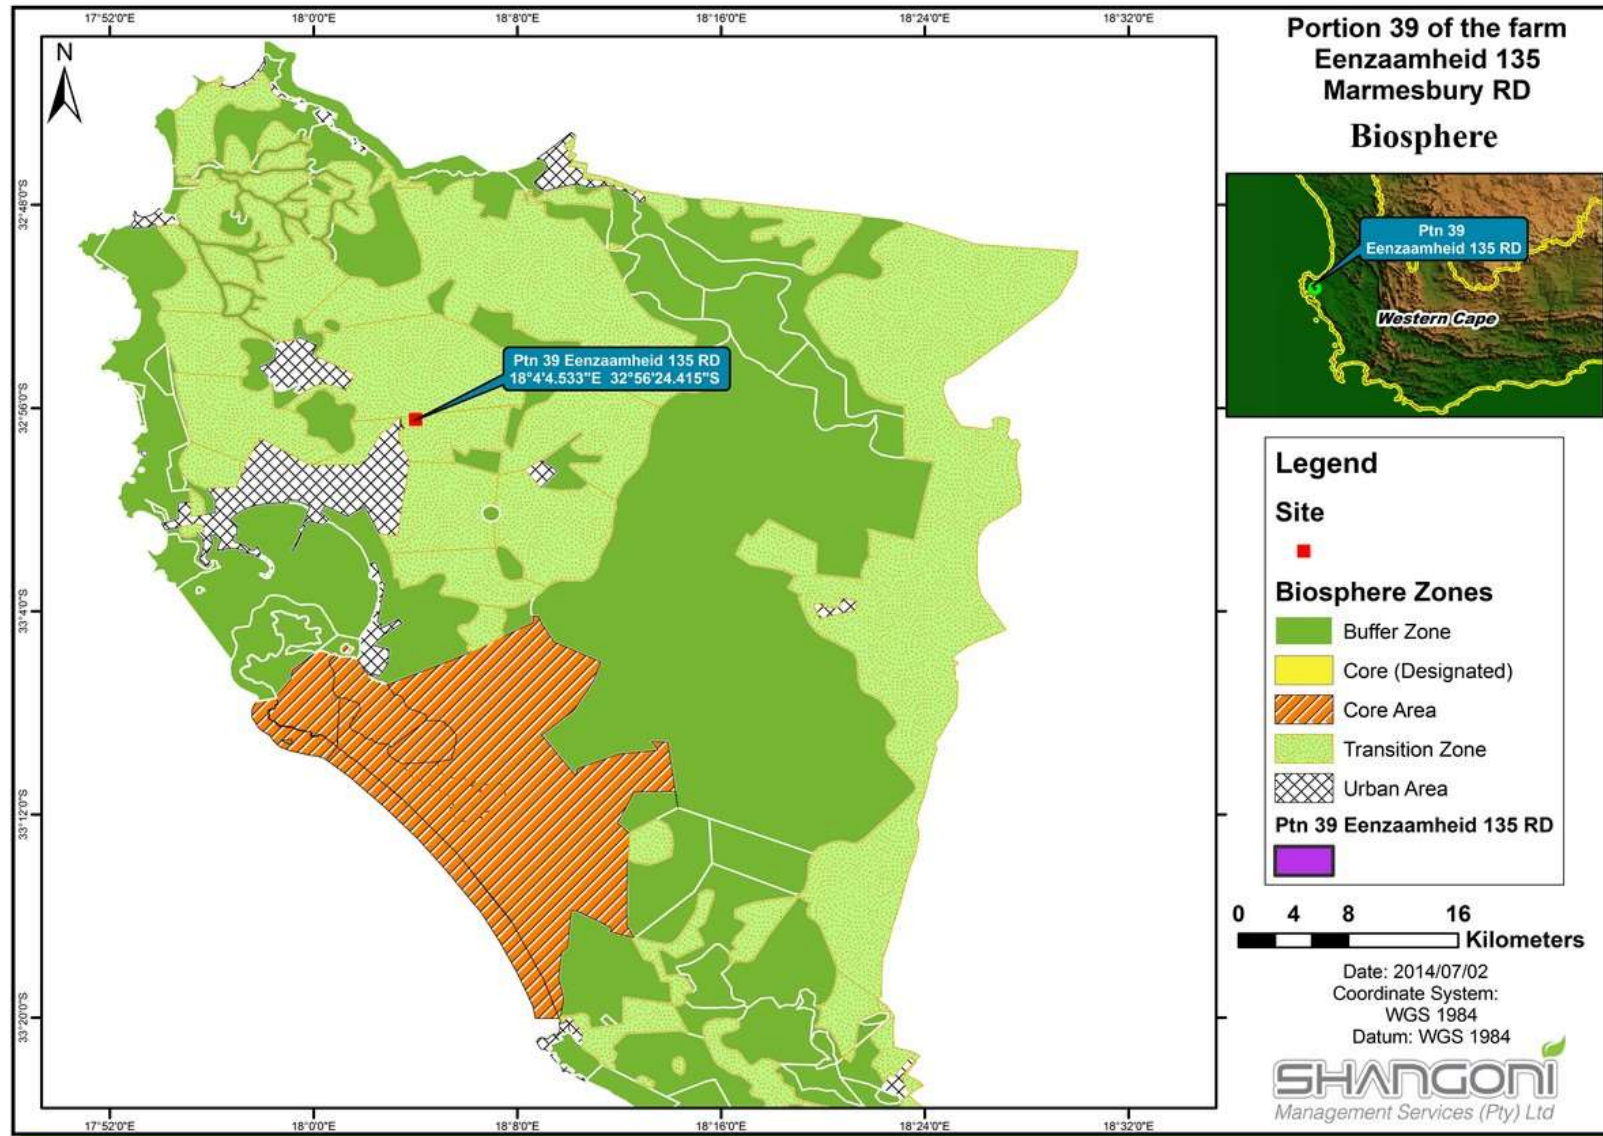 17°52'0"E 18°0'0"E 18°8'0"E 18°16'0"E 18°24'0"E 18°32'0"E
N
32°48'0"S
32°56'0"S
33°4'0"S
33°12'0"S
33°20'0"S
Ptn 39 Eenzaamheid 135 RD
18°4'4.533"E 32°56'24.415"S
17°52'0"E 18°0'0"E 18°8'0"E 18°16'0"E 18°24'0"E 18°32'0"E
Portion 39 of the farm
Eenzaamheid 135
Marmesbury RD
Biosphere
Ptn 39
Eenzaamheid 135 RD
Western Cape
Legend
Site
Biosphere Zones
Buffer Zone
Core (Designated)
Core Area
Transition Zone
Urban Area
Ptn 39 Eenzaamheid 135 RD
0 4 8 16
Kilometers
Date: 2014/07/02
Coordinate System:
WGS 1984
Datum: WGS 1984
SHANGONI
Management Services (Pty) Ltd